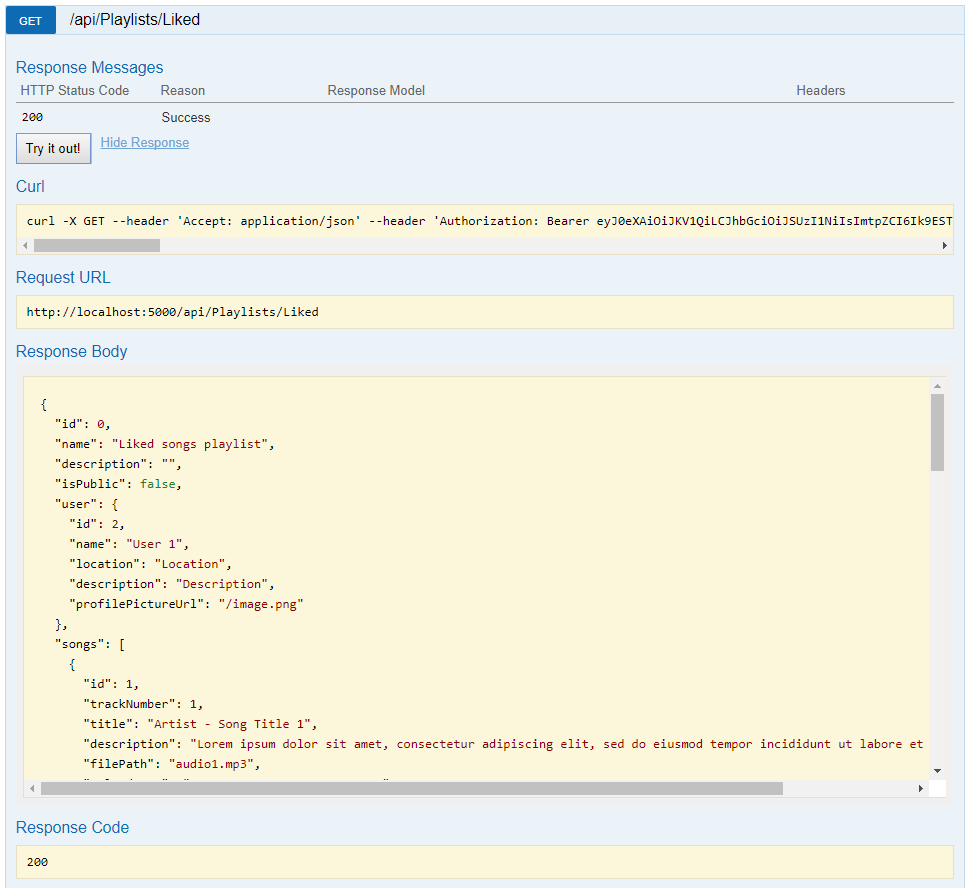 GET /api/Playlists/Liked
Response Messages
HTTP Status Code Reason Response Model Headers
200 Success
Try it out! Hide Response
Curl
curl -X GET --header 'Accept: application/json' --header 'Authorization: Bearer eyJ0eXAiOiJKV1QiLCJhbGciOiJSUzI1NiIsImtpZCI6Ik9EST
Request URL
http://localhost:5000/api/Playlists/Liked
Response Body
{
  "id": 0,
  "name": "Liked songs playlist",
  "description": "",
  "isPublic": false,
  "user": {
    "id": 2,
    "name": "User 1",
    "location": "Location",
    "description": "Description",
    "profilePictureUrl": "/image.png"
  },
  "songs": [
    {
      "id": 1,
      "trackNumber": 1,
      "title": "Artist - Song Title 1",
      "description": "Lorem ipsum dolor sit amet, consectetur adipiscing elit, sed do eiusmod tempor incididunt ut labore et
      "filePath": "audio1.mp3",
Response Code
200